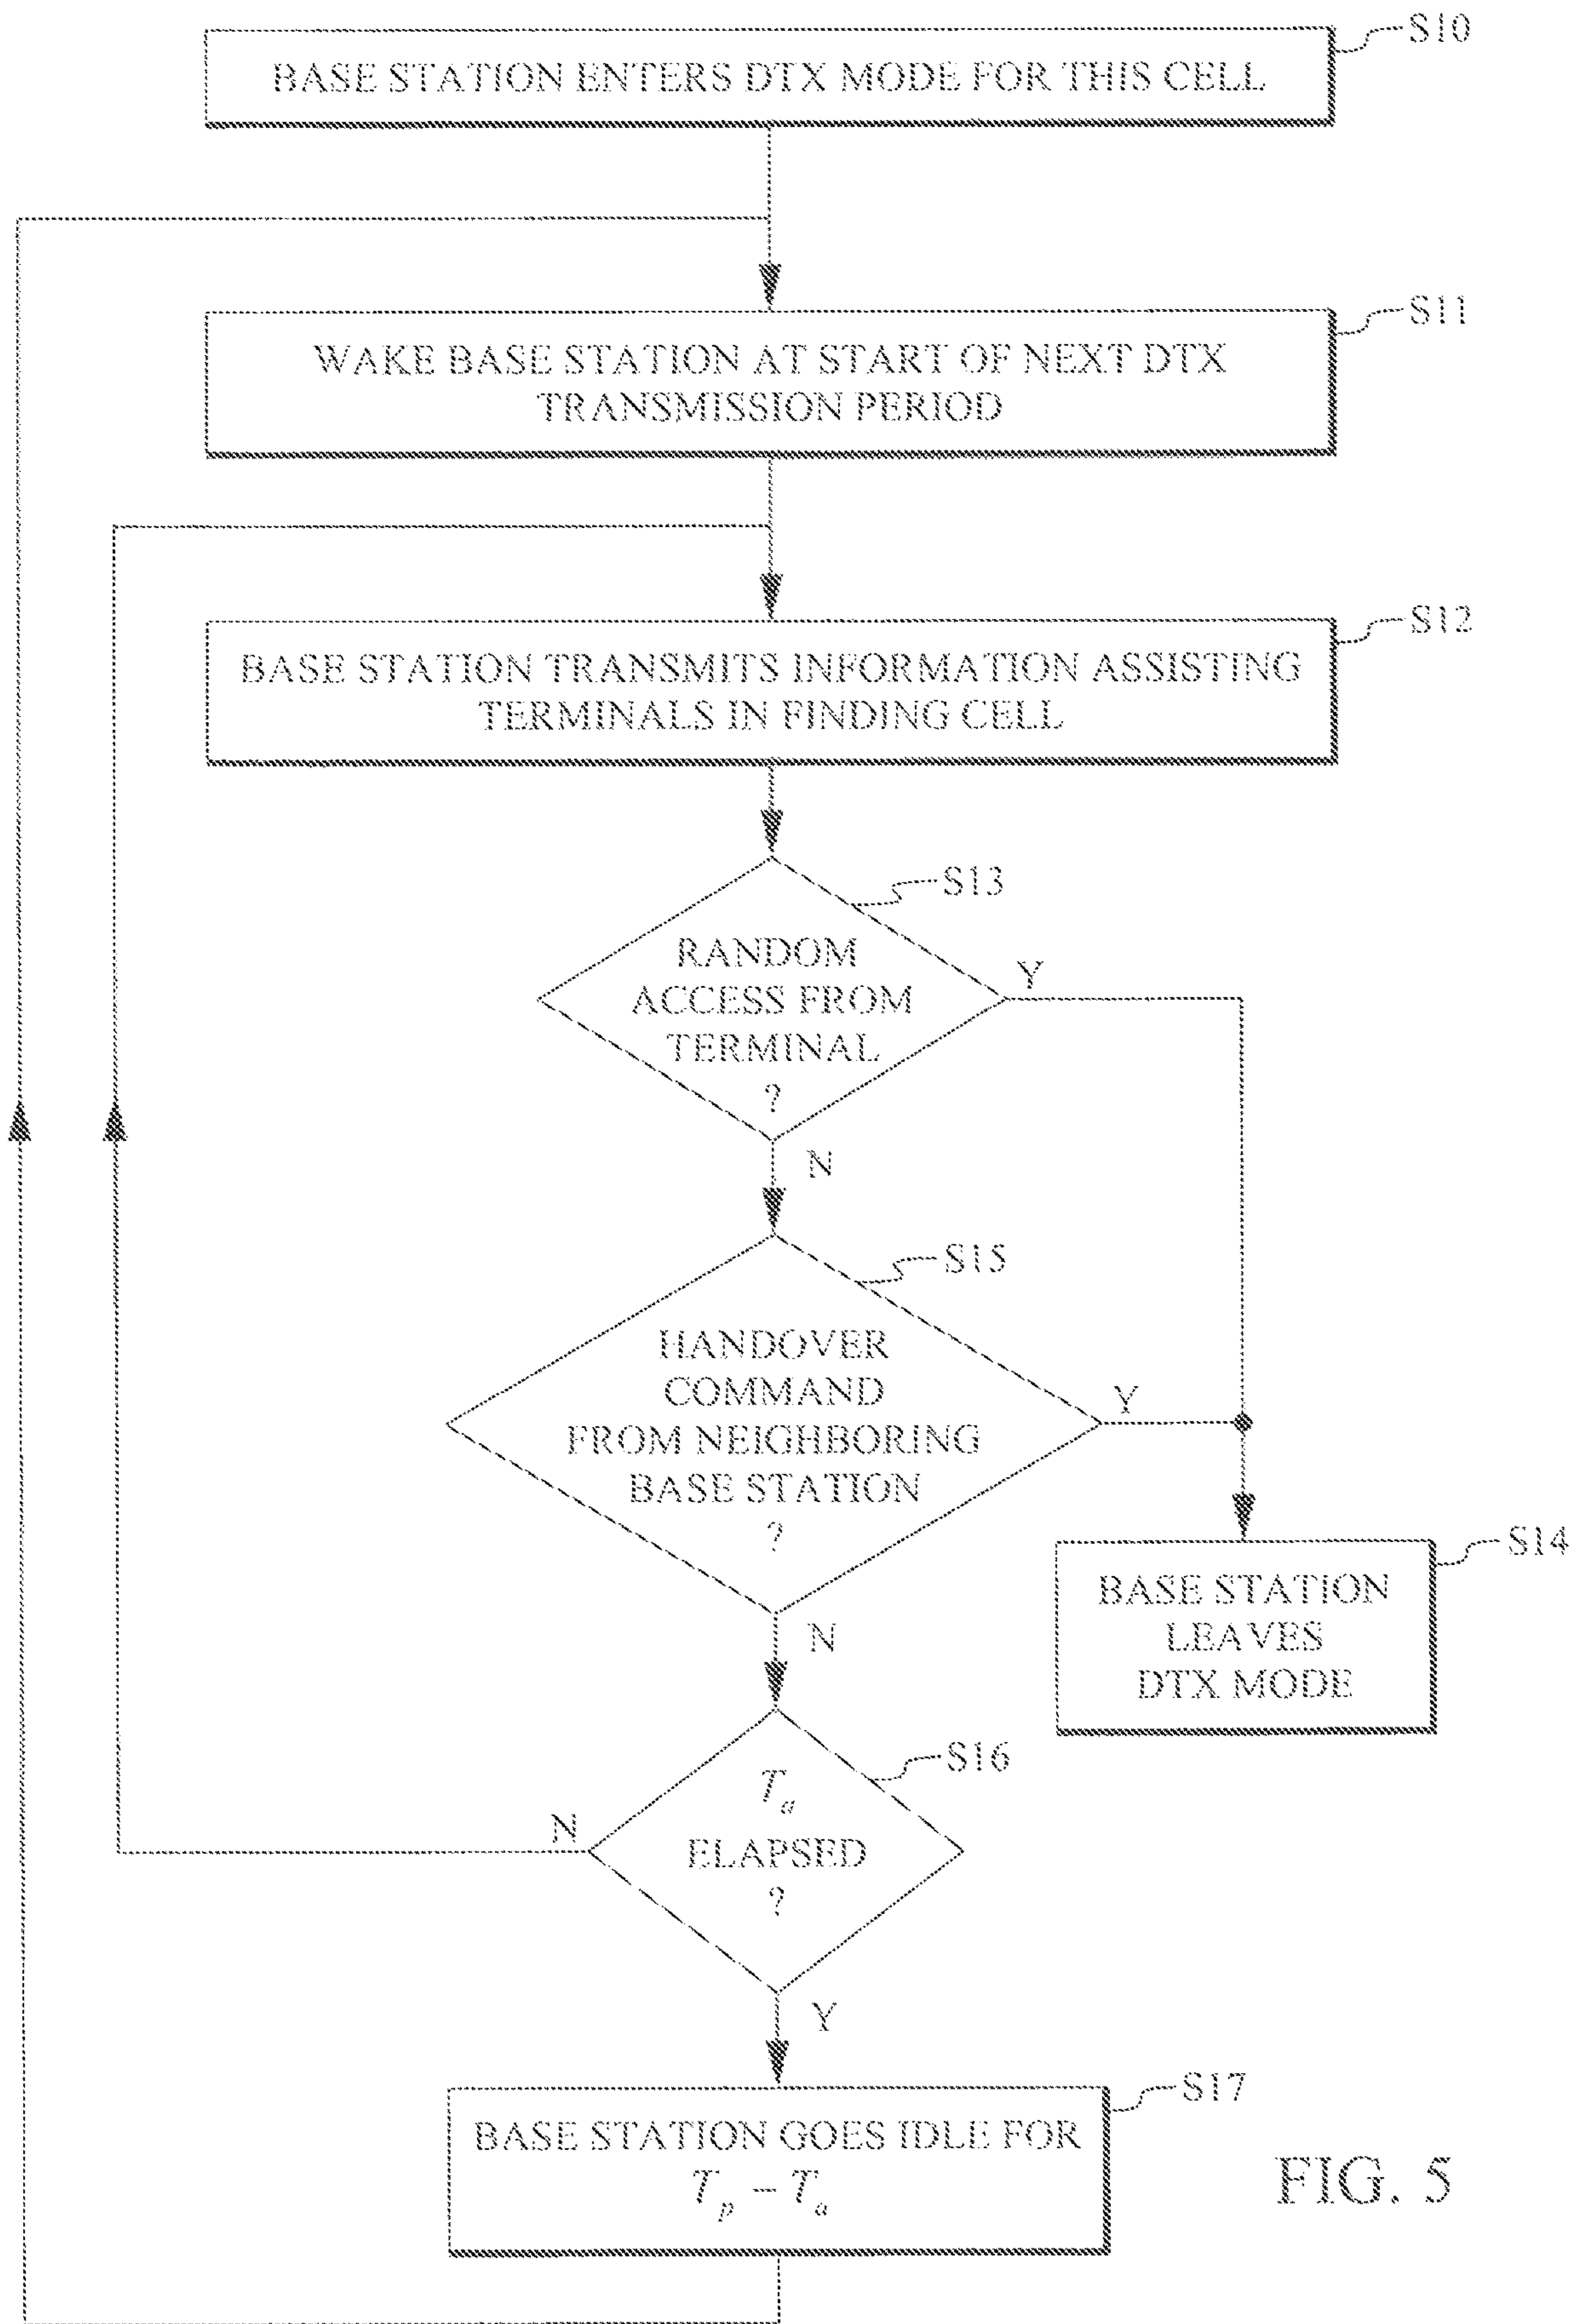 S10
BASE STATION ENTERS DTX MODE FOR THIS CELL
S11
WAKE BASE STATION AT START OF NEXT DTX
TRANSMISSION PERIOD
S12
BASE STATION TRANSMITS INFORMATION ASSISTING
TERMINALS IN FINDING CELL
S13
RANDOM
ACCESS FROM
TERMINAL
?
Y
N
S15
HANDOVER
COMMAND
FROM NEIGHBORING
BASE STATION
?
Y
N
S14
BASE STATION
LEAVES
DTX MODE
S16
T_a
ELAPSED
?
N
Y
S17
BASE STATION GOES IDLE FOR
T_p – T_a
FIG. 5